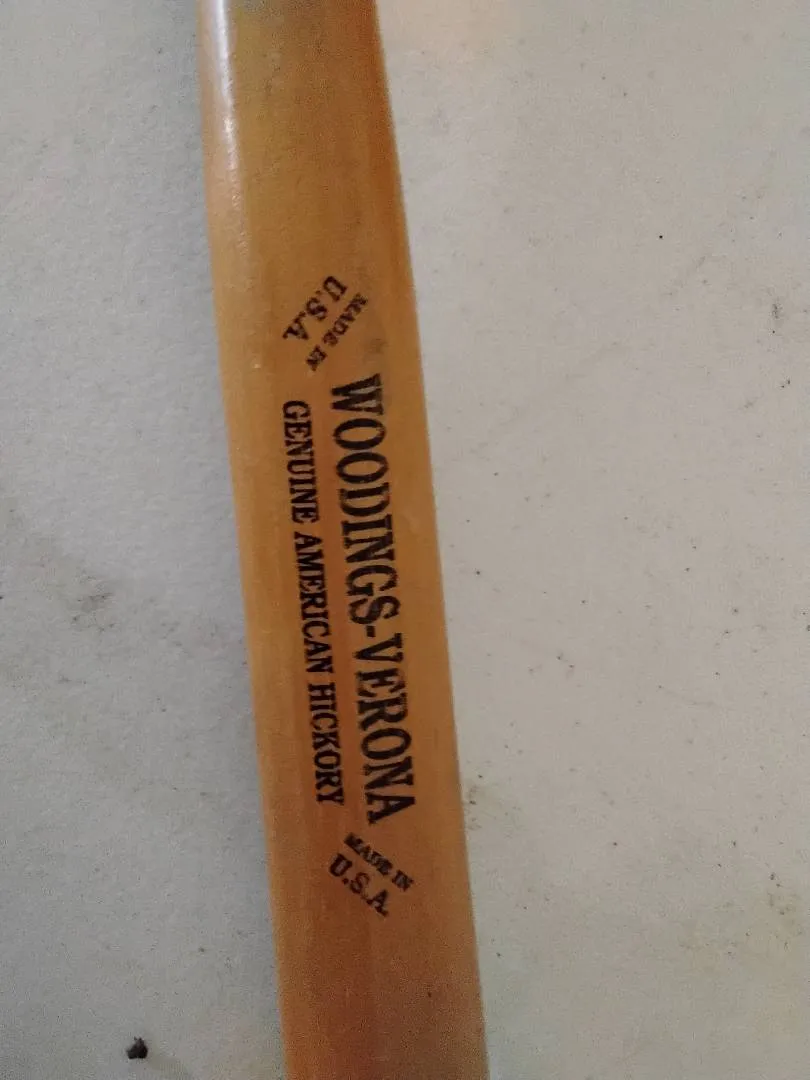 MADE IN
U.S.A.
WOODINGS-VERONA
GENUINE AMERICAN HICKORY
MADE IN
U.S.A.